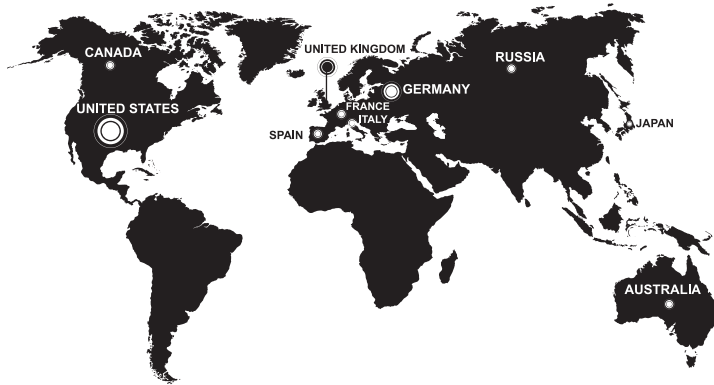 UNITED KINGDOM
CANADA
RUSSIA
GERMANY
UNITED STATES
FRANCE
ITALY
JAPAN
SPAIN
AUSTRALIA